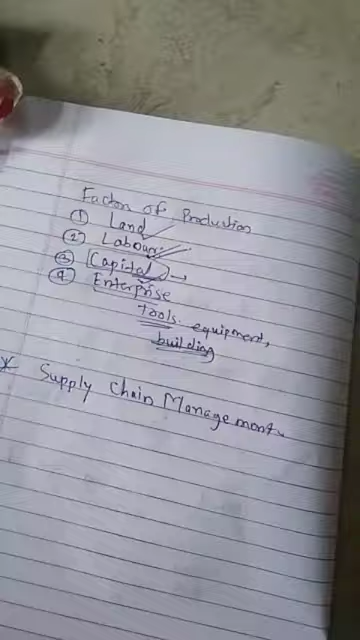 Factors of Production
① Land
② Labour
③ Capital →
④ Enterprise
Tools. equipment,
building
* Supply Chain Management